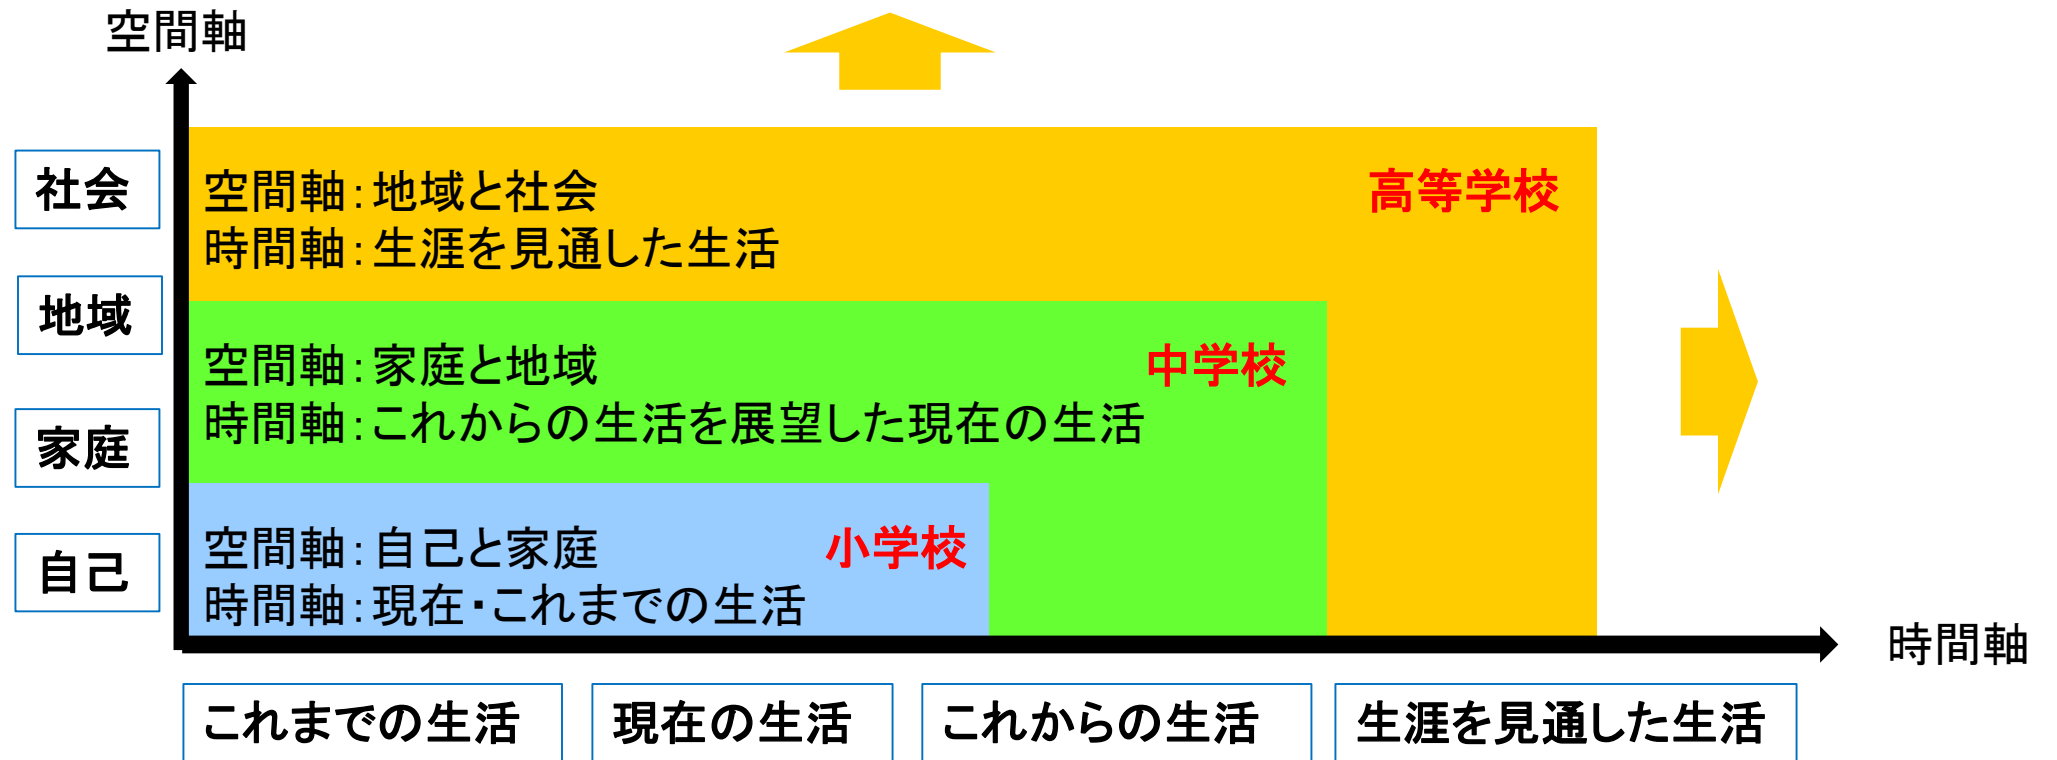 空間軸
社会
地域
家庭
自己
空間軸：地域と社会
時間軸：生涯を見通した生活
高等学校
空間軸：家庭と地域
時間軸：これからの生活を展望した現在の生活
中学校
空間軸：自己と家庭
時間軸：現在・これまでの生活
小学校
時間軸
これまでの生活
現在の生活
これからの生活
生涯を見通した生活